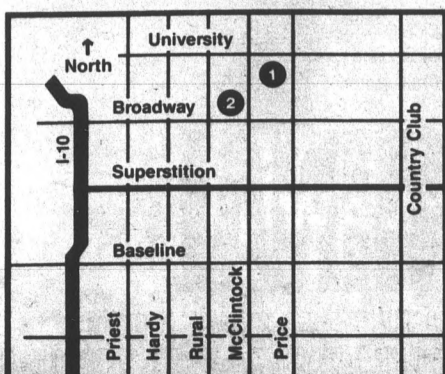 University
↑
North
1
2
Broadway
I-10
Superstition
Country Club
Baseline
Priest
Hardy
Rural
McClintock
Price